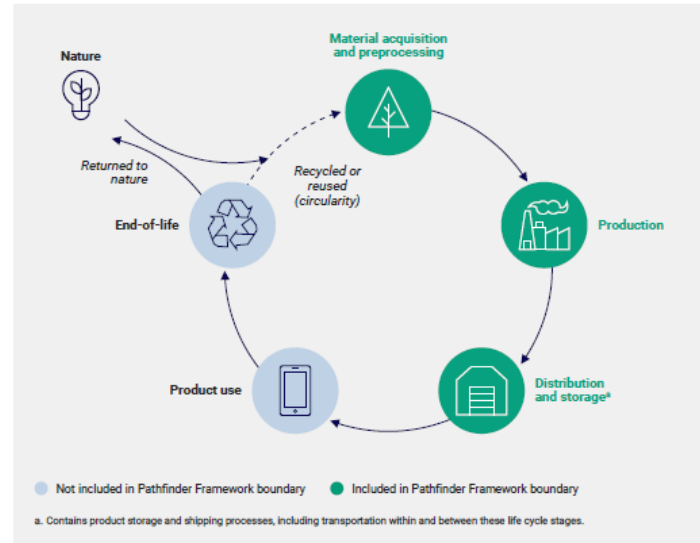 Material acquisition
and preprocessing
Nature
Returned to
nature
Recycled or
reused
(circularity)
End-of-life
Production
Product use
Distribution
and storageª
Not included in Pathfinder Framework boundary
Included in Pathfinder Framework boundary
a. Contains product storage and shipping processes, including transportation within and between these life cycle stages.